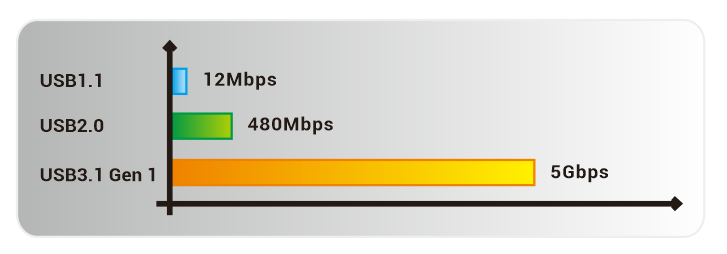 USB1.1 12Mbps
USB2.0 480Mbps
USB3.1 Gen 1 5Gbps